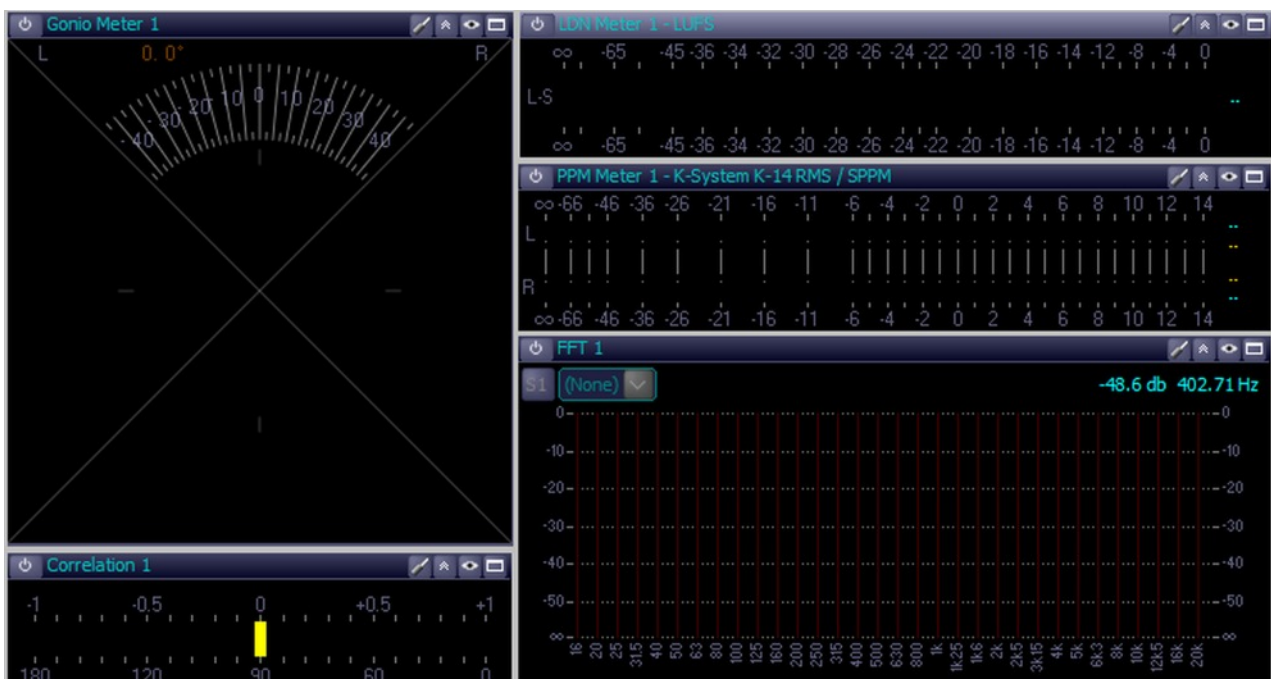 Gonio Meter 1
L 0.0° R
40 30 20 10 0 10 20 30 40
Correlation 1
-1 -0.5 0 +0.5 +1
180 120 90 60 0
LDN Meter 1 - LUFS
∞ -65 -45 -36 -34 -32 -30 -28 -26 -24 -22 -20 -18 -16 -14 -12 -8 -4 0
L-S --
∞ -65 -45 -36 -34 -32 -30 -28 -26 -24 -22 -20 -18 -16 -14 -12 -8 -4 0
PPM Meter 1 - K-System K-14 RMS / SPPM
∞ -66 -46 -36 -26 -21 -16 -11 -6 -4 -2 0 2 4 6 8 10 12 14
L --
--
--
R --
∞ -66 -46 -36 -26 -21 -16 -11 -6 -4 -2 0 2 4 6 8 10 12 14
FFT 1
S1 (None) -48.6 db 402.71 Hz
0 0
-10 -10
-20 -20
-30 -30
-40 -40
-50 -50
∞ ∞
16 20 25 31.5 40 50 63 80 100 125 160 200 250 315 400 500 630 800 1k 1k25 1k6 2k 2k5 3k15 4k 5k 6k3 8k 10k 12k5 16k 20k